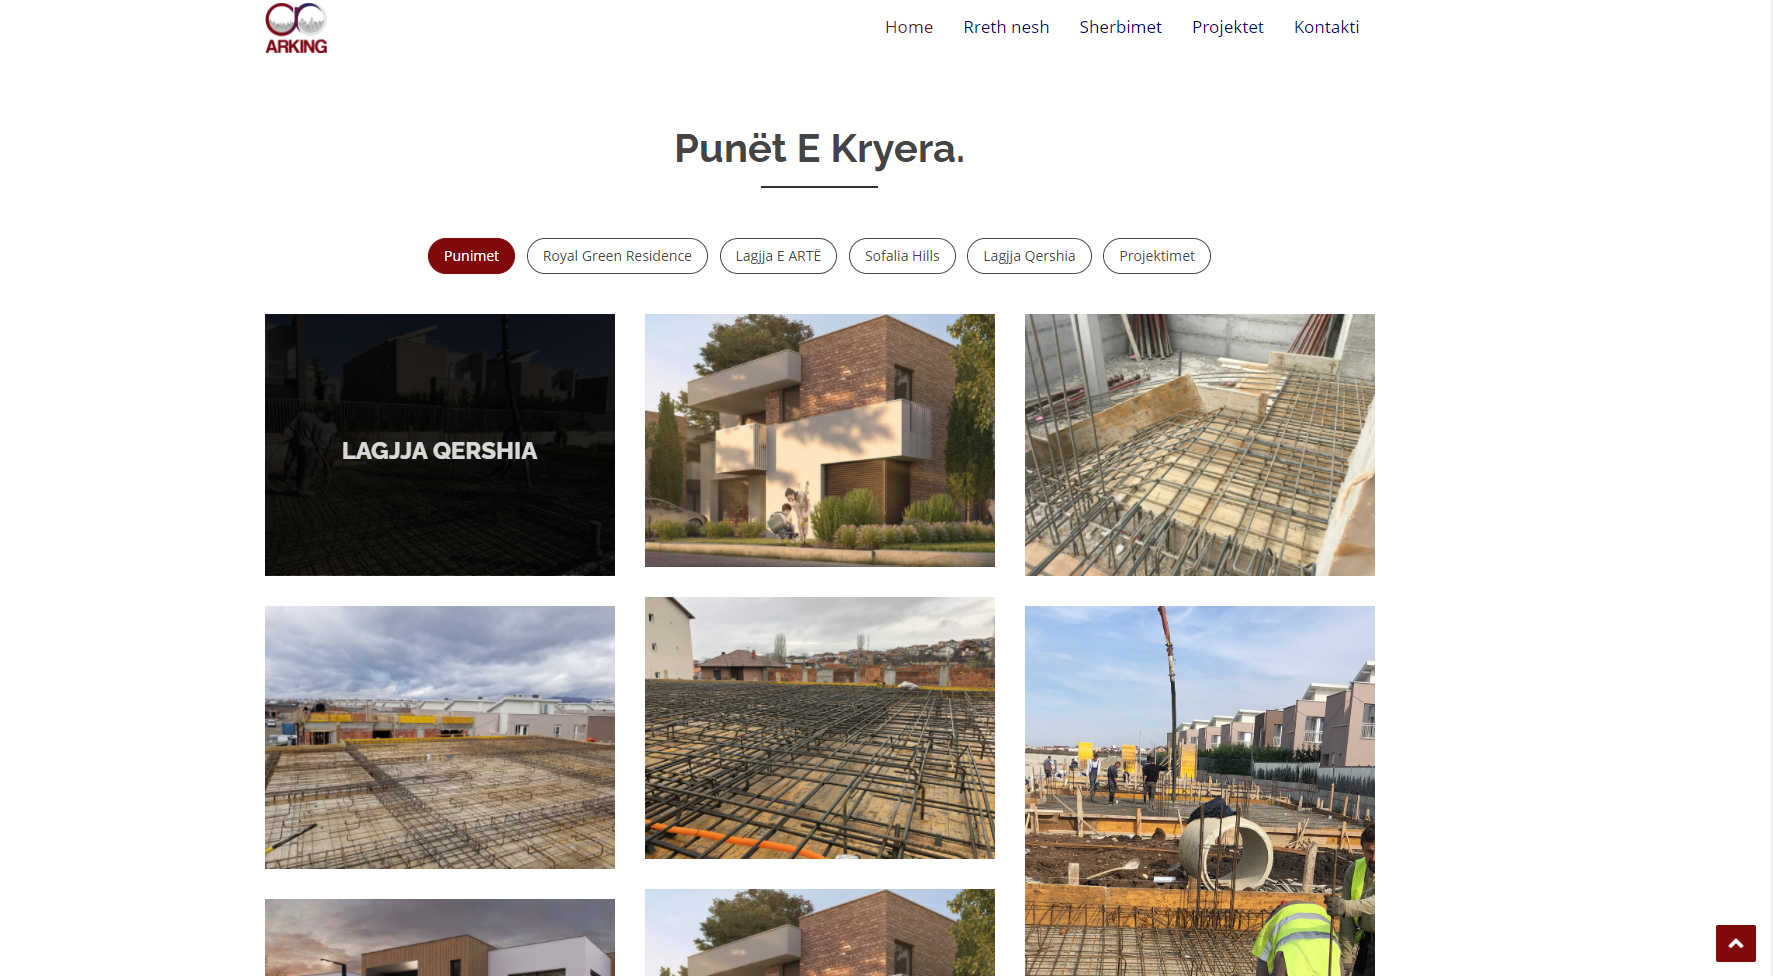 ARKING
Home Rreth nesh Sherbimet Projektet Kontakti
Punët E Kryera.
Punimet Royal Green Residence Lagjja E ARTË Sofalia Hills Lagjja Qershia Projektimet
LAGJJA QERSHIA